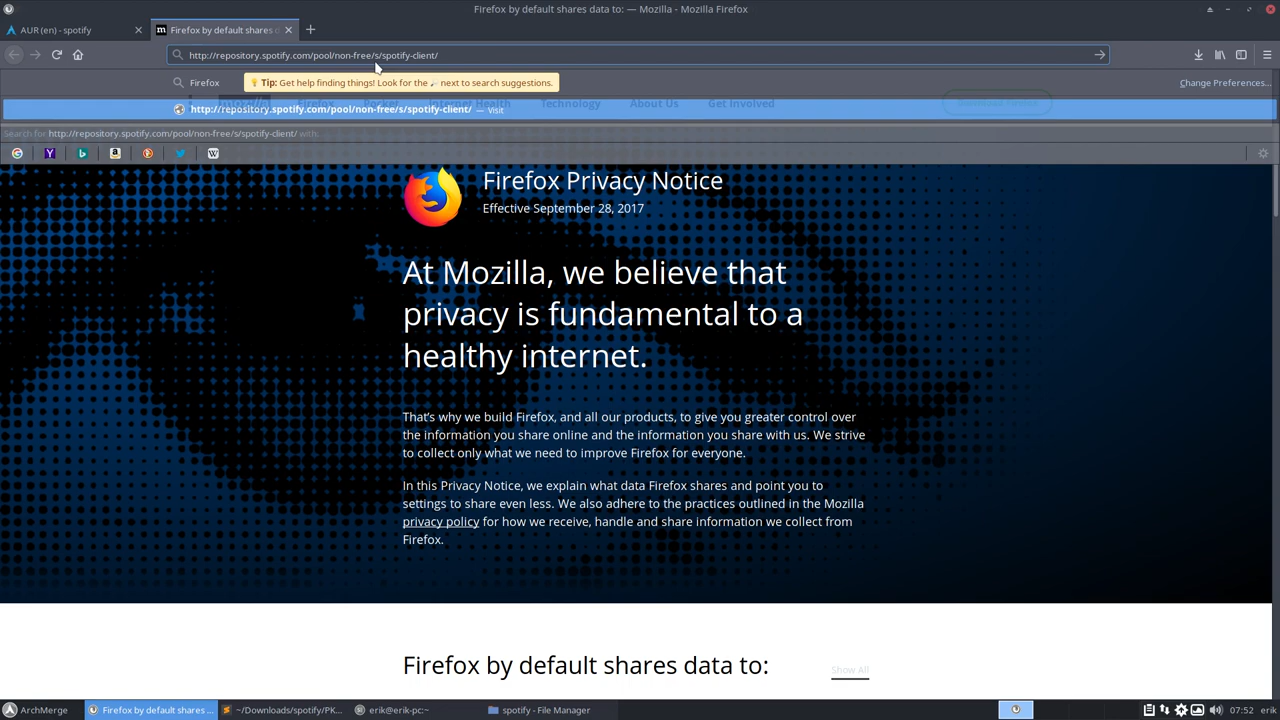 Firefox by default shares data to: — Mozilla - Mozilla Firefox
AUR (en) - spotify
Firefox by default shares d
http://repository.spotify.com/pool/non-free/s/spotify-client/
Firefox
Tip: Get help finding things! Look for the next to search suggestions.
Change Preferences...
Firefox Pocket Internet Health Technology About Us Get Involved
http://repository.spotify.com/pool/non-free/s/spotify-client/ — Visit
Search for http://repository.spotify.com/pool/non-free/s/spotify-client/ with:
Firefox Privacy Notice
Effective September 28, 2017
At Mozilla, we believe that
privacy is fundamental to a
healthy internet.
That's why we build Firefox, and all our products, to give you greater control over
the information you share online and the information you share with us. We strive
to collect only what we need to improve Firefox for everyone.
In this Privacy Notice, we explain what data Firefox shares and point you to
settings to share even less. We also adhere to the practices outlined in the Mozilla
privacy policy for how we receive, handle and share information we collect from
Firefox.
Firefox by default shares data to:
Show All
ArchMerge
Firefox by default shares ...
~/Downloads/spotify/PK...
erik@erik-pc:~
spotify - File Manager
07:52
erik